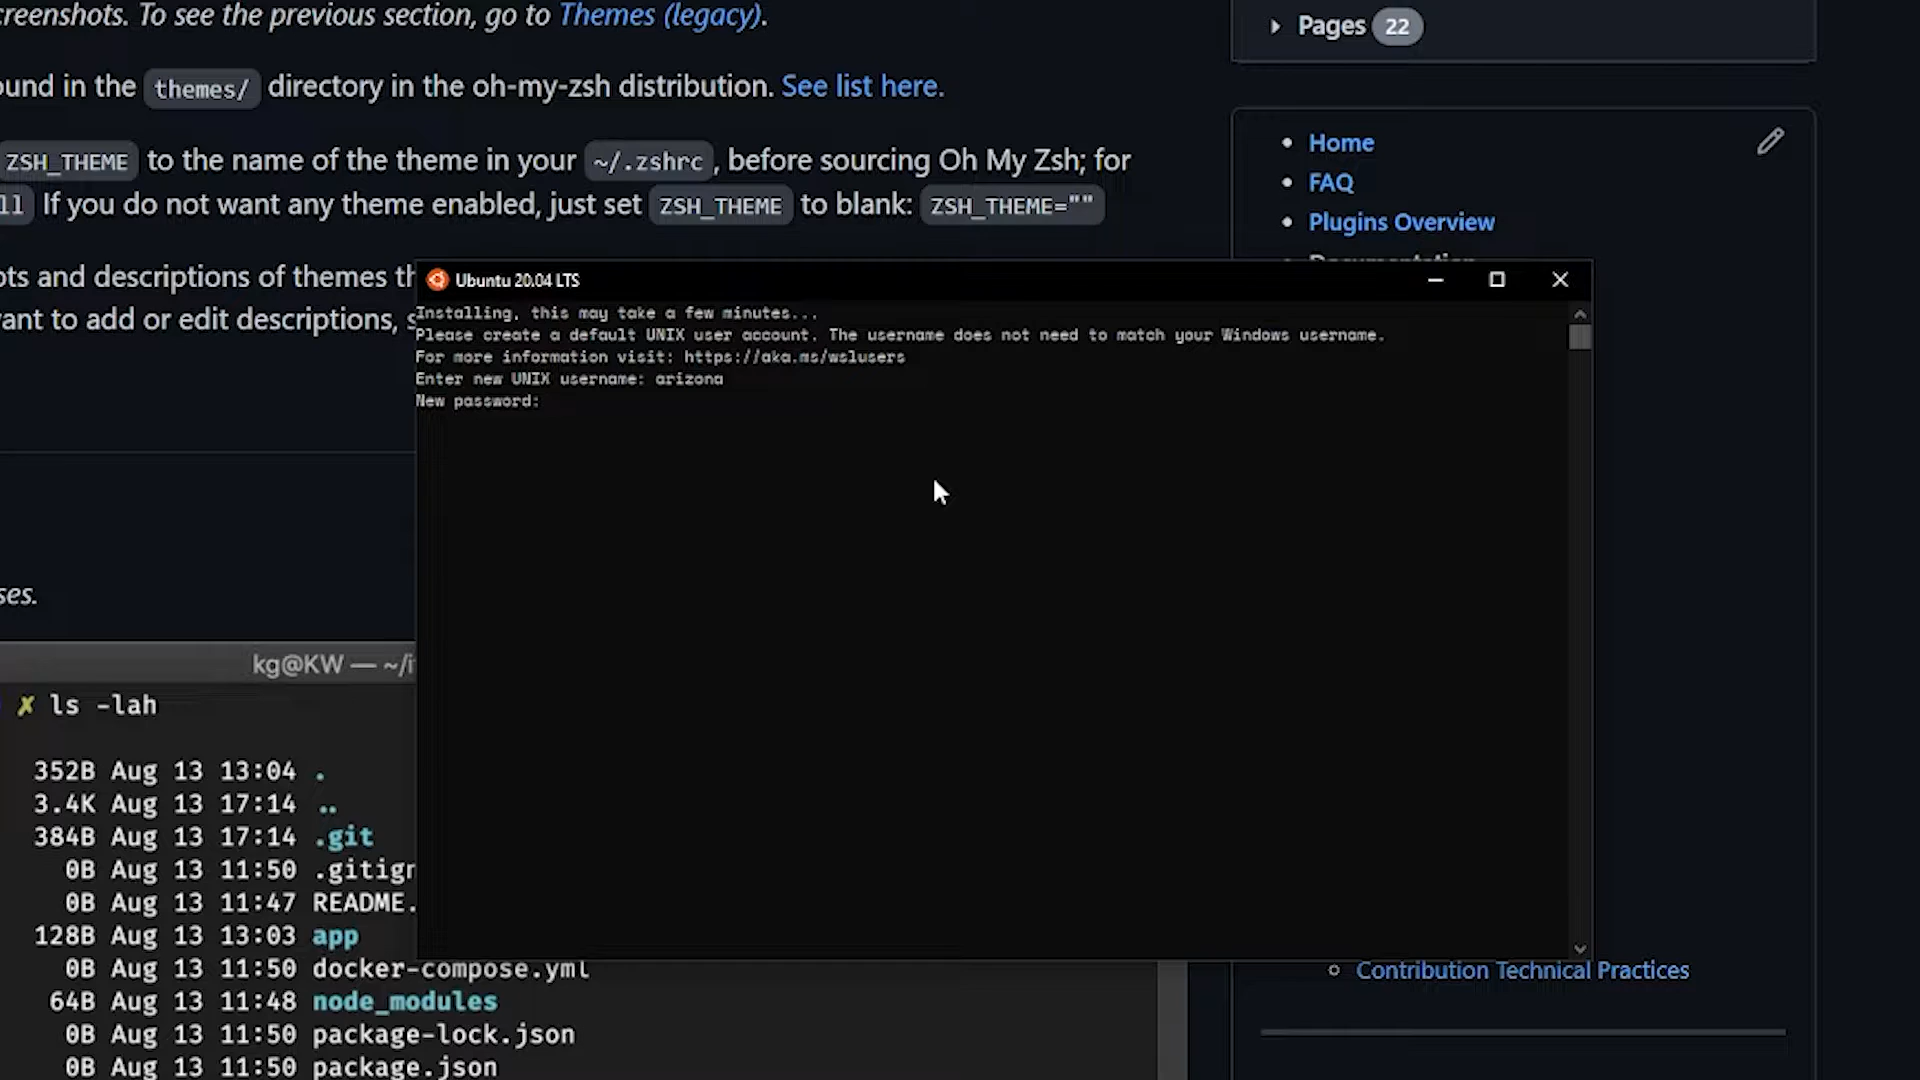 creenshots. To see the previous section, go to Themes (legacy).
ound in the themes/ directory in the oh-my-zsh distribution. See list here.
ZSH_THEME to the name of the theme in your ~/.zshrc, before sourcing Oh My Zsh; for
ll If you do not want any theme enabled, just set ZSH_THEME to blank: ZSH_THEME=""
ots and descriptions of themes th
ant to add or edit descriptions, s
ses.
kg@KW — ~/i
✗ ls -lah
352B Aug 13 13:04 .
3.4K Aug 13 17:14 ..
384B Aug 13 17:14 .git
0B Aug 13 11:50 .gitign
0B Aug 13 11:47 README.
128B Aug 13 13:03 app
0B Aug 13 11:50 docker-compose.yml
64B Aug 13 11:48 node_modules
0B Aug 13 11:50 package-lock.json
0B Aug 13 11:50 package.json
Ubuntu 20.04 LTS
Installing, this may take a few minutes...
Please create a default UNIX user account. The username does not need to match your Windows username.
For more information visit: https://aka.ms/wslusers
Enter new UNIX username: arizona
New password:
Pages 22
Home
FAQ
Plugins Overview
Contribution Technical Practices